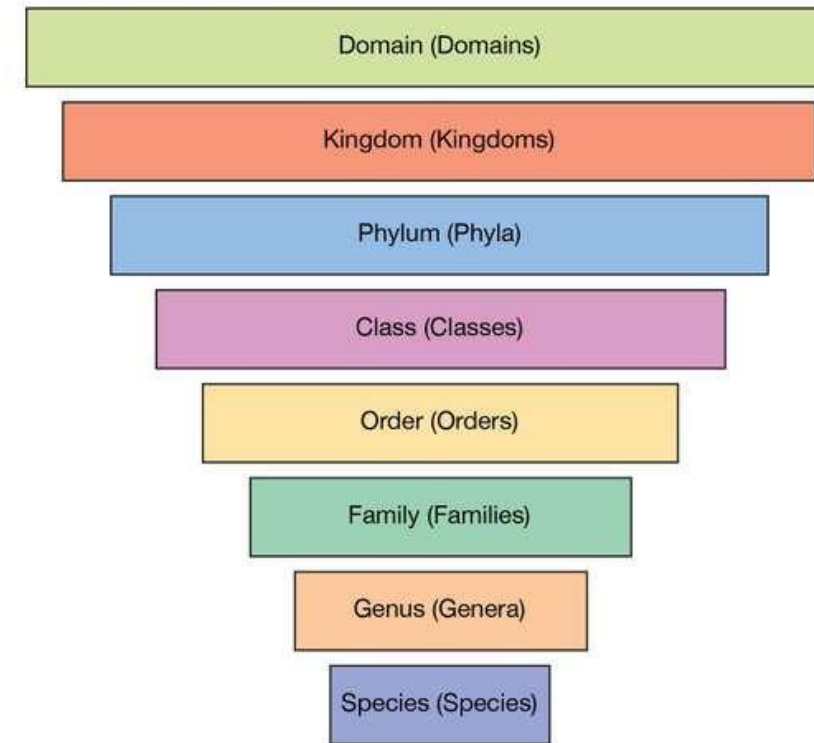 Domain (Domains)
Kingdom (Kingdoms)
Phylum (Phyla)
Class (Classes)
Order (Orders)
Family (Families)
Genus (Genera)
Species (Species)